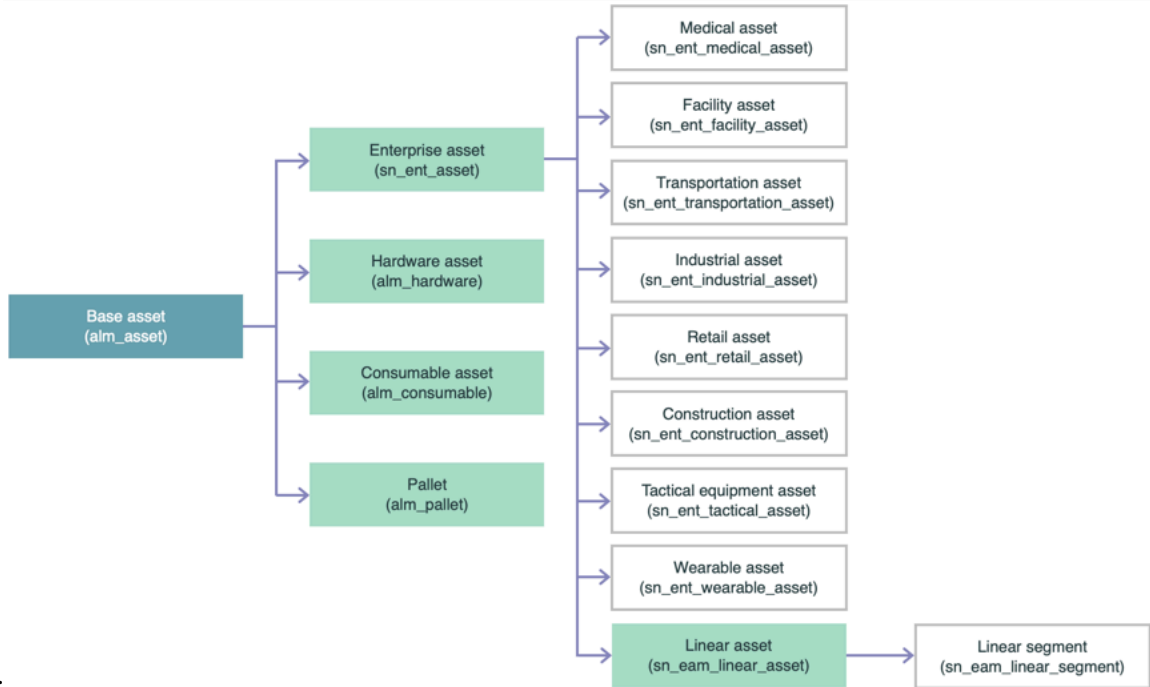 Base asset
(alm_asset)
Enterprise asset
(sn_ent_asset)
Hardware asset
(alm_hardware)
Consumable asset
(alm_consumable)
Pallet
(alm_pallet)
Medical asset
(sn_ent_medical_asset)
Facility asset
(sn_ent_facility_asset)
Transportation asset
(sn_ent_transportation_asset)
Industrial asset
(sn_ent_industrial_asset)
Retail asset
(sn_ent_retail_asset)
Construction asset
(sn_ent_construction_asset)
Tactical equipment asset
(sn_ent_tactical_asset)
Wearable asset
(sn_ent_wearable_asset)
Linear asset
(sn_eam_linear_asset)
Linear segment
(sn_eam_linear_segment)
.